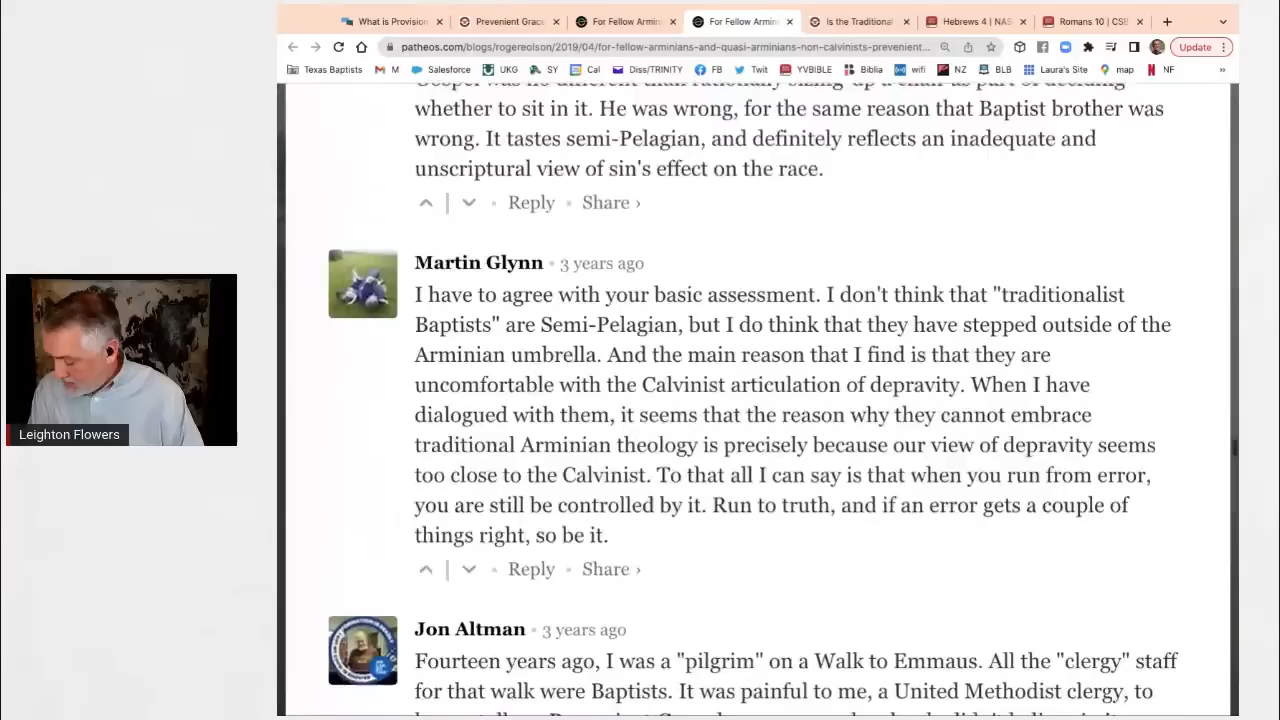 What is Provision
Prevenient Grace
For Fellow Armini
For Fellow Armini
Is the Traditional
Hebrews 4 | NAS
Romans 10 | CSB
patheos.com/blogs/rogereolson/2019/04/for-fellow-arminians-and-quasi-arminians-non-calvinists-prevenient...
Update
Texas Baptists
M
Salesforce
UKG
SY
Cal
Diss/TRINITY
FB
Twit
YVBIBLE
Biblia
wifi
NZ
BLB
Laura's Site
map
NF
»
whether to sit in it. He was wrong, for the same reason that Baptist brother was
wrong. It tastes semi-Pelagian, and definitely reflects an inadequate and
unscriptural view of sin's effect on the race.
Reply • Share ›
Martin Glynn • 3 years ago
I have to agree with your basic assessment. I don't think that "traditionalist
Baptists" are Semi-Pelagian, but I do think that they have stepped outside of the
Arminian umbrella. And the main reason that I find is that they are
uncomfortable with the Calvinist articulation of depravity. When I have
dialogued with them, it seems that the reason why they cannot embrace
traditional Arminian theology is precisely because our view of depravity seems
too close to the Calvinist. To that all I can say is that when you run from error,
you are still be controlled by it. Run to truth, and if an error gets a couple of
things right, so be it.
Reply • Share ›
Leighton Flowers
Jon Altman • 3 years ago
Fourteen years ago, I was a "pilgrim" on a Walk to Emmaus. All the "clergy" staff
for that walk were Baptists. It was painful to me, a United Methodist clergy, to